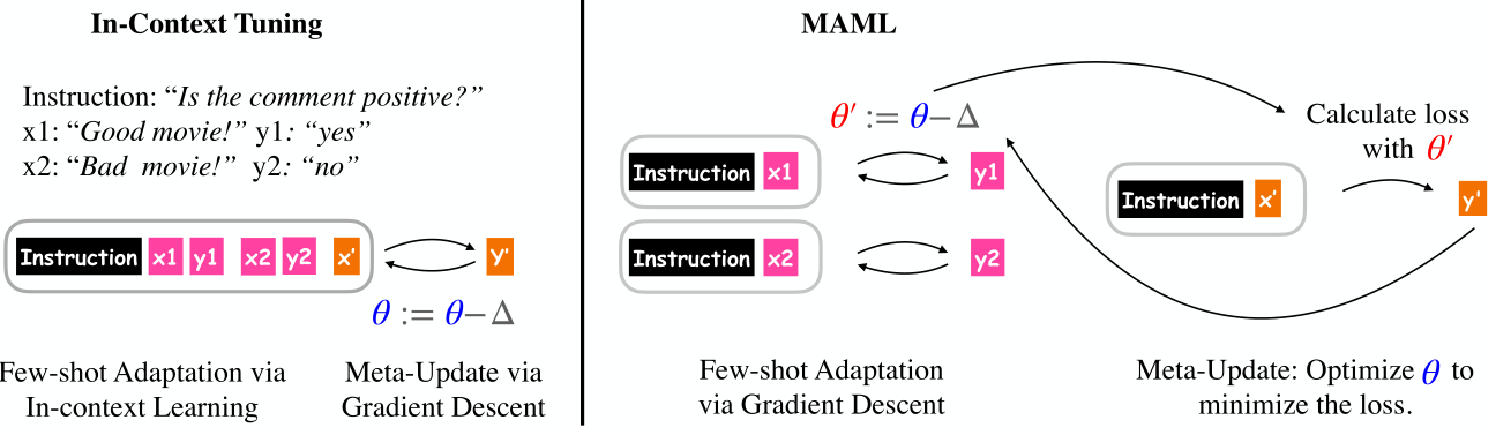 In-Context Tuning
Instruction: “Is the comment positive?”
x1: “Good movie!” y1: “yes”
x2: “Bad movie!” y2: “no”
Instruction x1 y1 x2 y2 x' Y'
θ := θ− Δ
Few-shot Adaptation via
In-context Learning
Meta-Update via
Gradient Descent
MAML
θ′ := θ− Δ
Instruction x1 y1
Instruction x2 y2
Calculate loss
with θ′
Instruction x' y'
Few-shot Adaptation
via Gradient Descent
Meta-Update: Optimize θ to
minimize the loss.